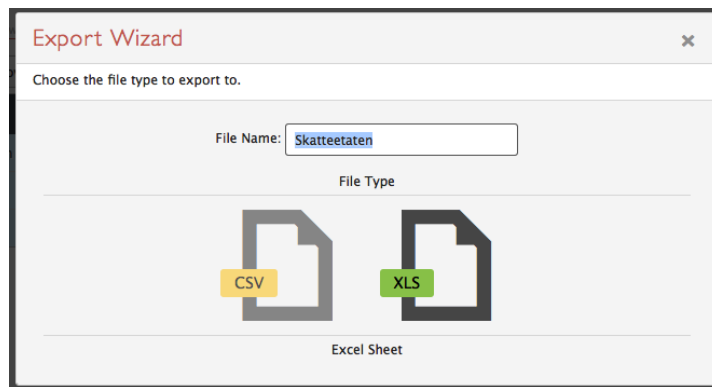 Export Wizard
Choose the file type to export to.
File Name: Skatteetaten
File Type
CSV XLS
Excel Sheet